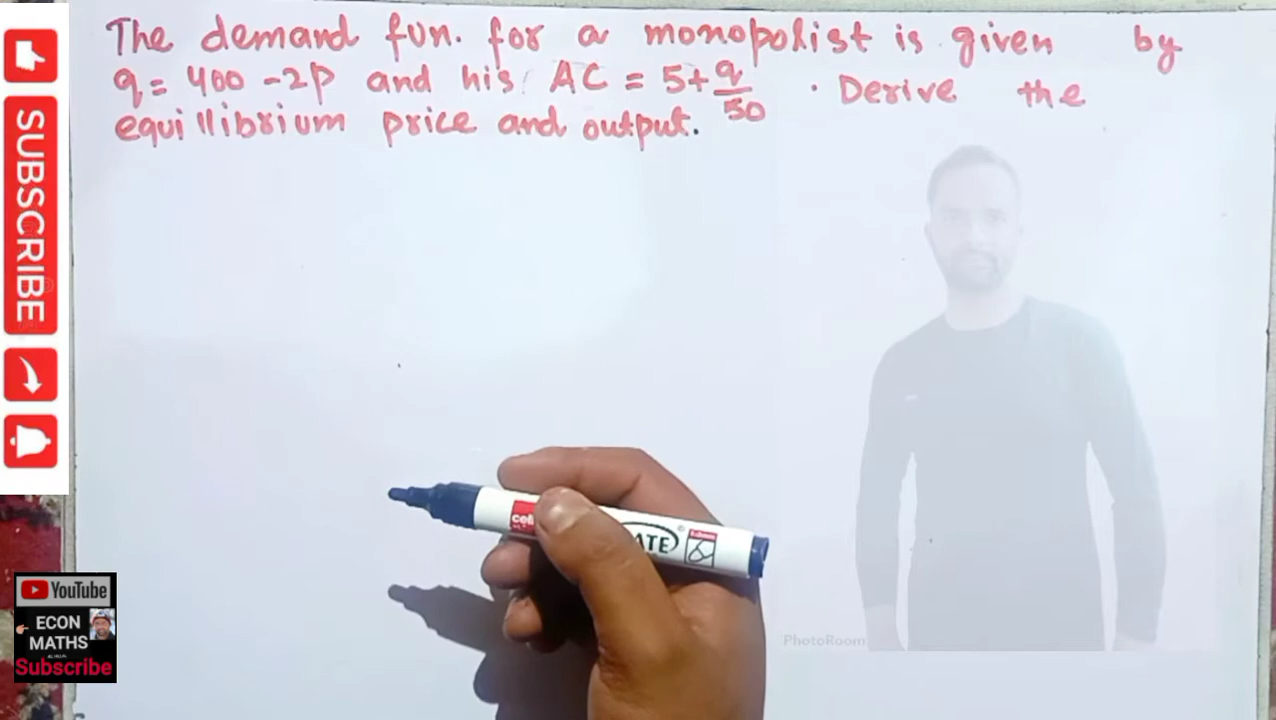 The demand fun. for a monopolist is given by
q = 400 - 2P and his AC = 5 + q/50 . Derive the
equillibrium price and output.
SUBSCRIBE
YouTube
ECON
MATHS
Subscribe
PhotoRoom